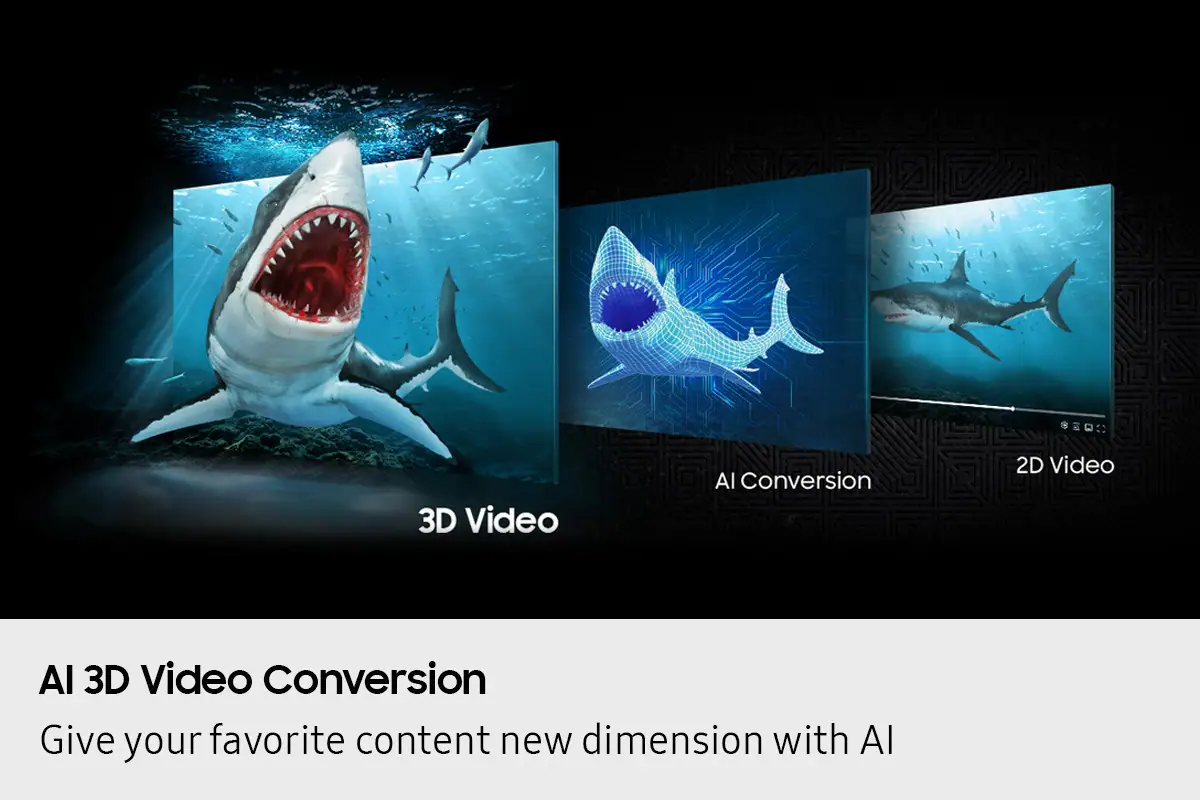 3D Video
AI Conversion
2D Video
AI 3D Video Conversion
Give your favorite content new dimension with AI